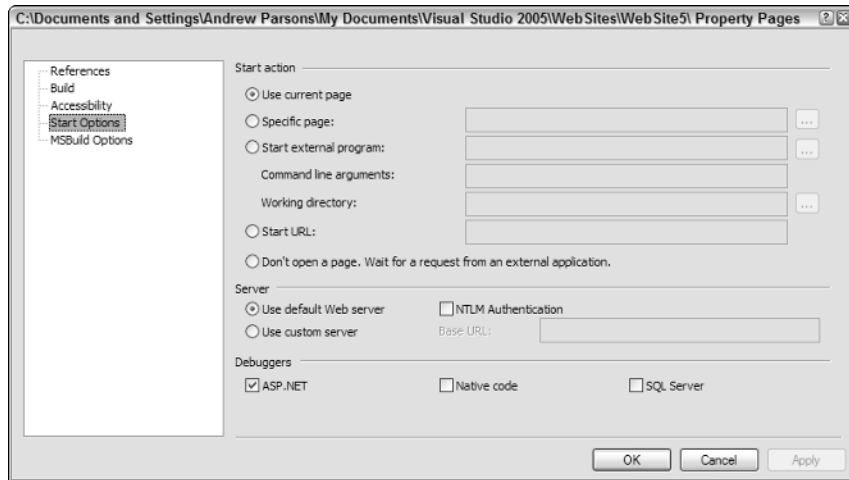 C:\Documents and Settings\Andrew Parsons\My Documents\Visual Studio 2005\WebSites\WebSite5\ Property Pages
References
Build
Accessibility
Start Options
MSBuild Options
Start action
Use current page
Specific page:
...
Start external program:
...
Command line arguments:
Working directory:
...
Start URL:
Don't open a page. Wait for a request from an external application.
Server
Use default Web server NTLM Authentication
Use custom server Base URL:
Debuggers
ASP.NET Native code SQL Server
OK Cancel Apply